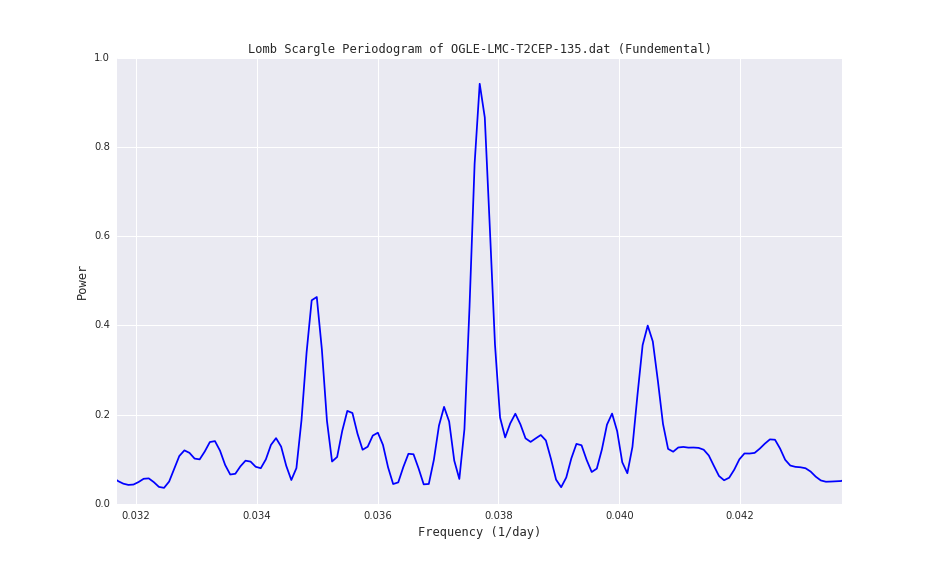 Lomb Scargle Periodogram of OGLE-LMC-T2CEP-135.dat (Fundemental)
1.0
0.8
0.6
0.4
0.2
0.0
Power
0.032 0.034 0.036 0.038 0.040 0.042
Frequency (1/day)